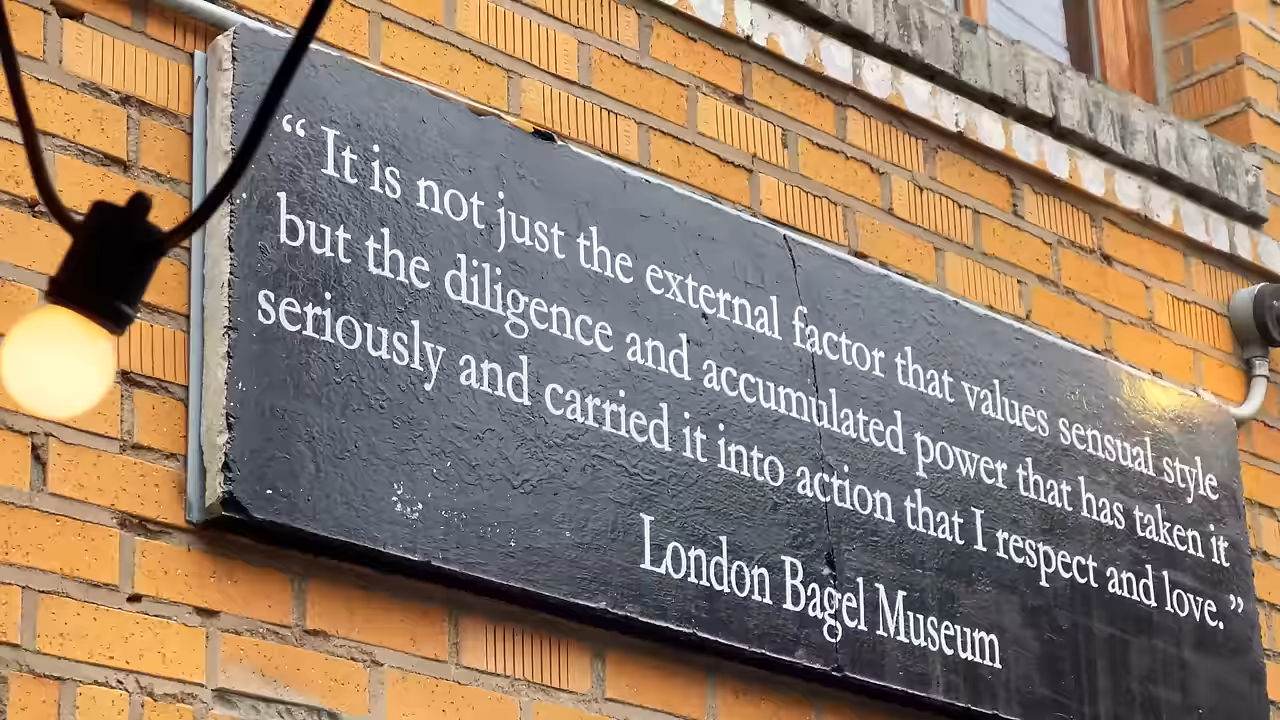 “ It is not just the external factor that values sensual style
but the diligence and accumulated power that has taken it
seriously and carried it into action that I respect and love.”
London Bagel Museum